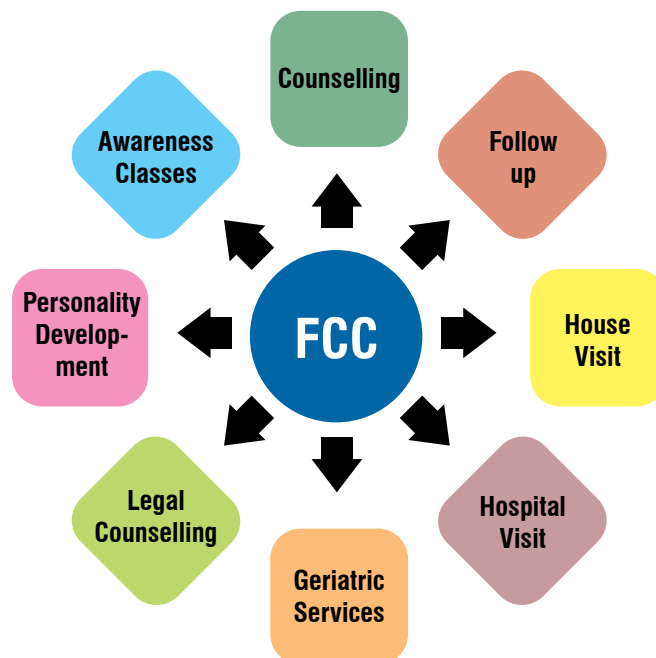 Counselling
Awareness
Classes
Follow
up
Personality
Develop-
ment
FCC
House
Visit
Legal
Counselling
Hospital
Visit
Geriatric
Services